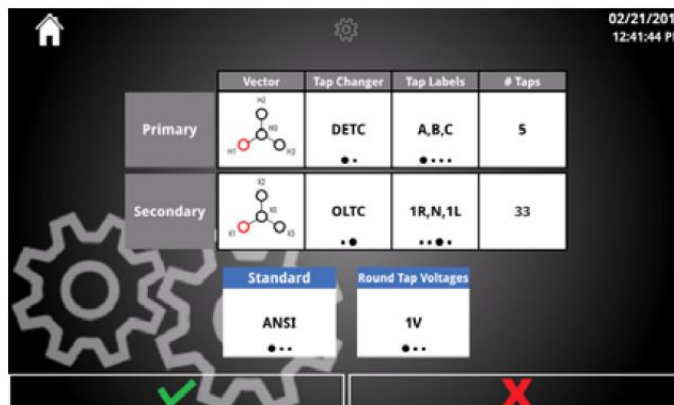 02/21/201
12:41:44 P
Vector Tap Changer Tap Labels # Taps
H2
H0
H1 H3
Primary DETC A,B,C 5
X2
X0
X1 X3
Secondary OLTC 1R,N,1L 33
Standard Round Tap Voltages
ANSI 1V